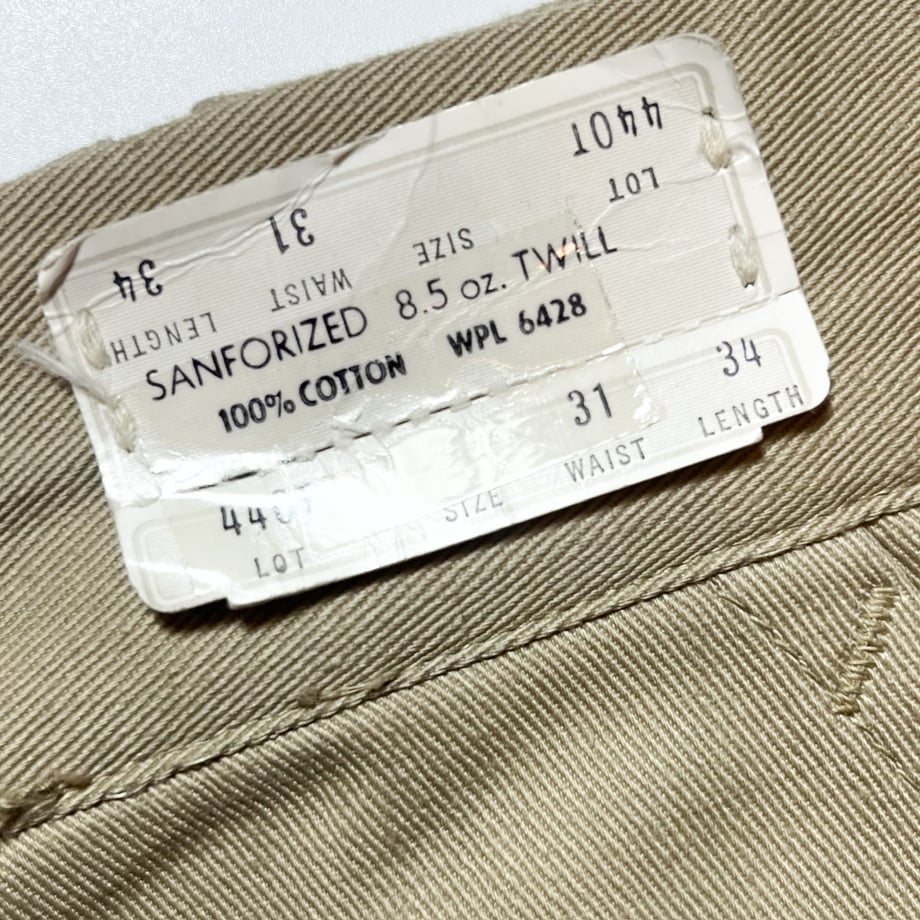 LOT SIZE WAIST LENGTH
440T 31 34
SANFORIZED 8.5 oz. TWILL
100% COTTON WPL 6428
440T 31 34
LOT SIZE WAIST LENGTH